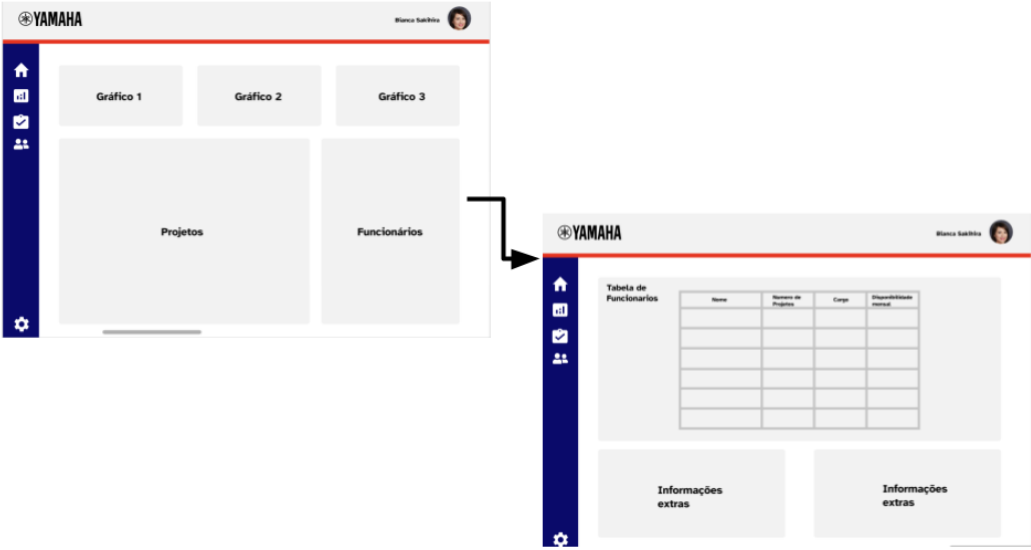 YAMAHA
Bianca Sakihira
Gráfico 1
Gráfico 2
Gráfico 3
Projetos
Funcionários
YAMAHA
Bianca Sakihira
Tabela de
Funcionarios
Nome
Numero de
Projetos
Cargo
Disponibilidade
mensal
Informações
extras
Informações
extras